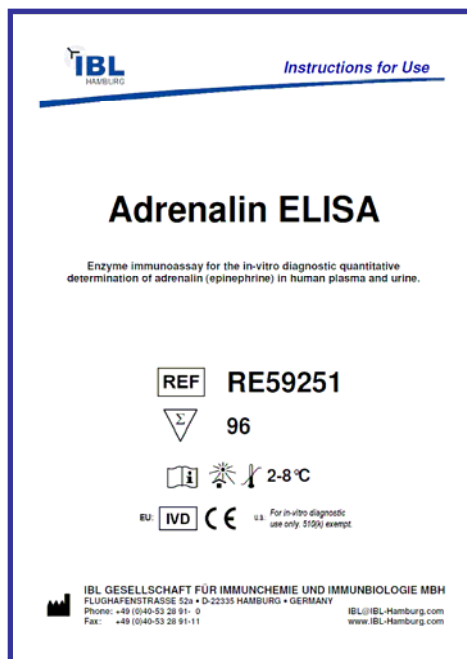 IBL
HAMBURG
Instructions for Use
Adrenalin ELISA
Enzyme immunoassay for the in-vitro diagnostic quantitative
determination of adrenalin (epinephrine) in human plasma and urine.
REF RE59251
Σ 96
i 2-8°C
EU: IVD CE U.S. For in-vitro diagnostic
use only. 510(k) exempt.
IBL GESELLSCHAFT FÜR IMMUNCHEMIE UND IMMUNBIOLOGIE MBH
FLUGHAFENSTRASSE 52a • D-22335 HAMBURG • GERMANY
Phone: +49 (0)40-53 28 91- 0 IBL@IBL-Hamburg.com
Fax: +49 (0)40-53 28 91-11 www.IBL-Hamburg.com